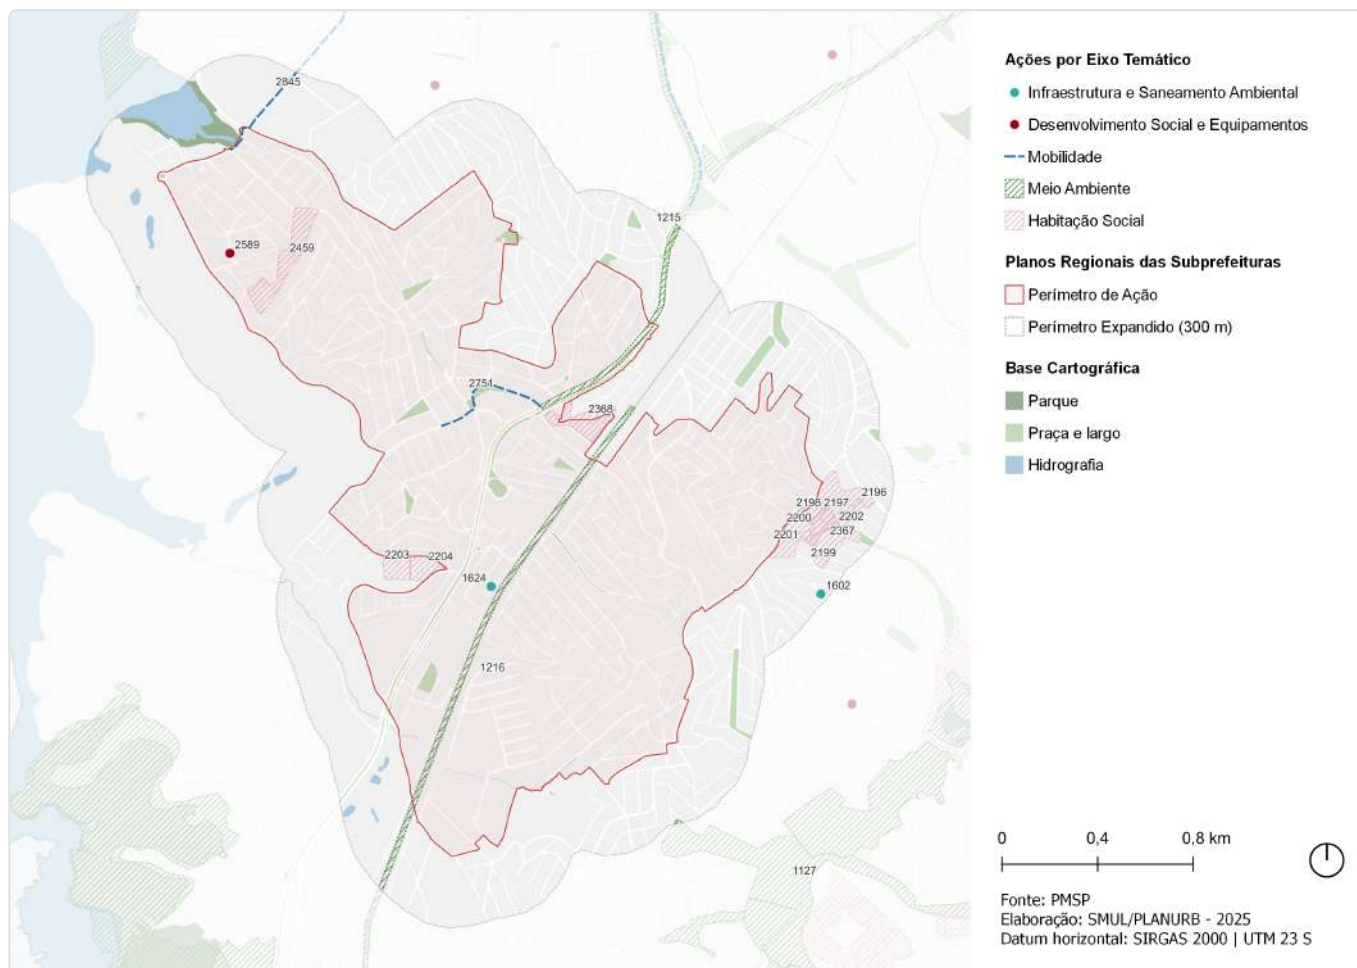 2845
1215
2589
2459
2751
2368
2196
2198 2197
2200
2202
2201
2367
2199
2203
2204
1624
1602
1216
1127
Ações por Eixo Temático
Infraestrutura e Saneamento Ambiental
Desenvolvimento Social e Equipamentos
Mobilidade
Meio Ambiente
Habitação Social
Planos Regionais das Subprefeituras
Perímetro de Ação
Perímetro Expandido (300 m)
Base Cartográfica
Parque
Praça e largo
Hidrografia
0 0,4 0,8 km
Fonte: PMSP
Elaboração: SMUL/PLANURB - 2025
Datum horizontal: SIRGAS 2000 | UTM 23 S